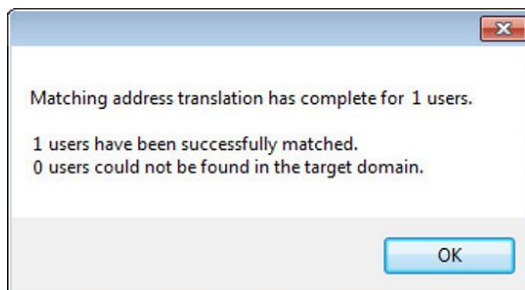 Matching address translation has complete for 1 users.
1 users have been successfully matched.
0 users could not be found in the target domain.
OK